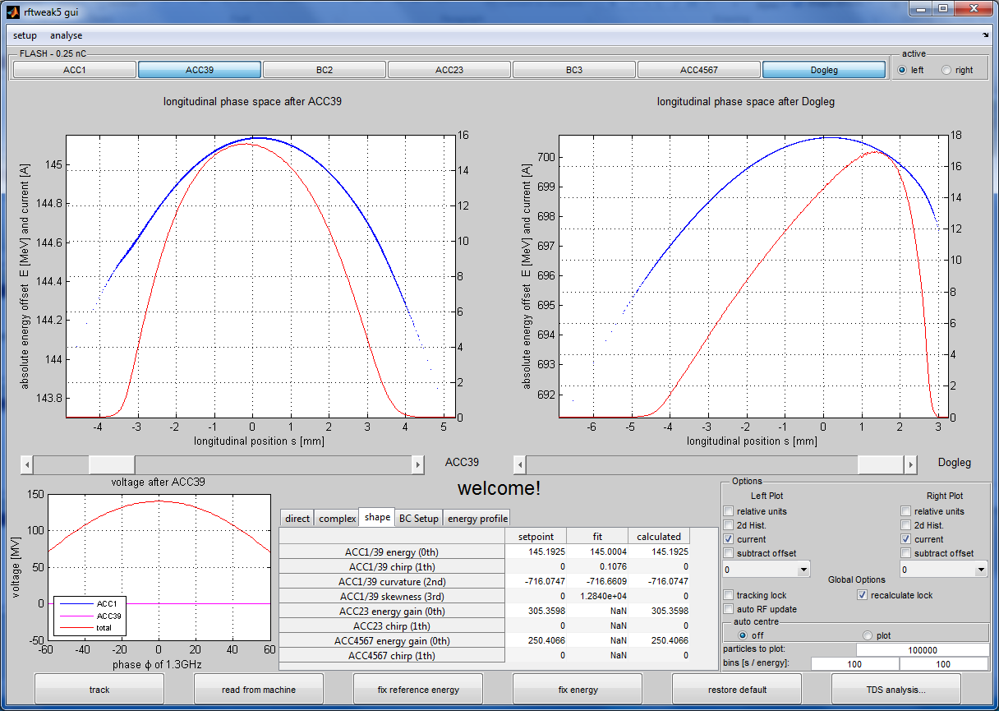 rftweak5 gui
setup analyse
FLASH - 0.25 nC
active
ACC1 ACC39 BC2 ACC23 BC3 ACC4567 Dogleg
left right
longitudinal phase space after ACC39
absolute energy offset E [MeV] and current [A]
145
144.8
144.6
144.4
144.2
144
143.8
16
14
12
10
8
6
4
2
0
-4 -3 -2 -1 0 1 2 3 4 5
longitudinal position s [mm]
longitudinal phase space after Dogleg
absolute energy offset E [MeV] and current [A]
700
699
698
697
696
695
694
693
692
18
16
14
12
10
8
6
4
2
0
-6 -5 -4 -3 -2 -1 0 1 2 3
longitudinal position s [mm]
ACC39
Dogleg
voltage after ACC39
voltage [MV]
150
100
50
0
-50
ACC1
ACC39
total
-60 -40 -20 0 20 40 60
phase ϕ of 1.3GHz
welcome!
direct complex shape BC Setup energy profile
setpoint fit calculated
ACC1/39 energy (0th) 145.1925 145.0004 145.1925
ACC1/39 chirp (1th) 0 0.1076 0
ACC1/39 curvature (2nd) -716.0747 -716.6609 -716.0747
ACC1/39 skewness (3rd) 0 1.2840e+04 0
ACC23 energy gain (0th) 305.3598 NaN 305.3598
ACC23 chirp (1th) 0 NaN 0
ACC4567 energy gain (0th) 250.4066 NaN 250.4066
ACC4567 chirp (1th) 0 NaN 0
Options
Left Plot Right Plot
relative units relative units
2d Hist. 2d Hist.
current current
subtract offset subtract offset
0 0
Global Options
tracking lock recalculate lock
auto RF update
auto centre
off plot
particles to plot: 100000
bins [s / energy]: 100 100
track read from machine fix reference energy fix energy restore default TDS analysis...